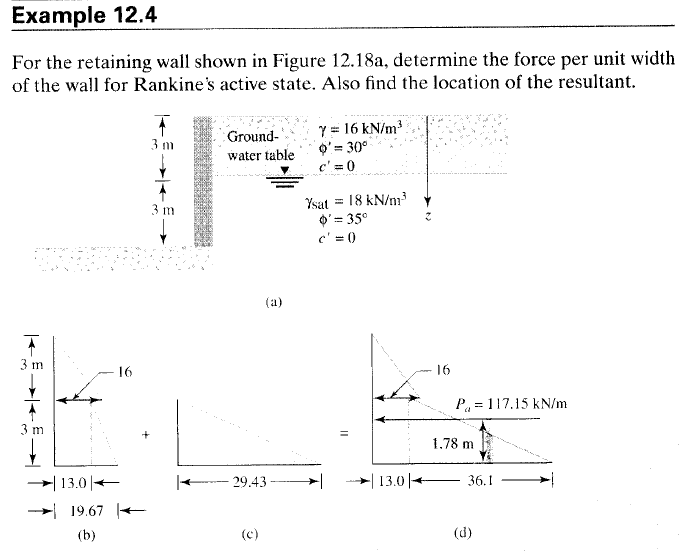 Example 12.4
For the retaining wall shown in Figure 12.18a, determine the force per unit width
of the wall for Rankine's active state. Also find the location of the resultant.
3 m
Ground-
water table
γ = 16 kN/m³
ϕ' = 30°
c' = 0
3 m
γsat = 18 kN/m³
ϕ' = 35°
c' = 0
z
(a)
3 m
16
3 m
13.0
19.67
(b)
+
29.43
(c)
=
16
Pa = 117.15 kN/m
1.78 m
13.0
36.1
(d)